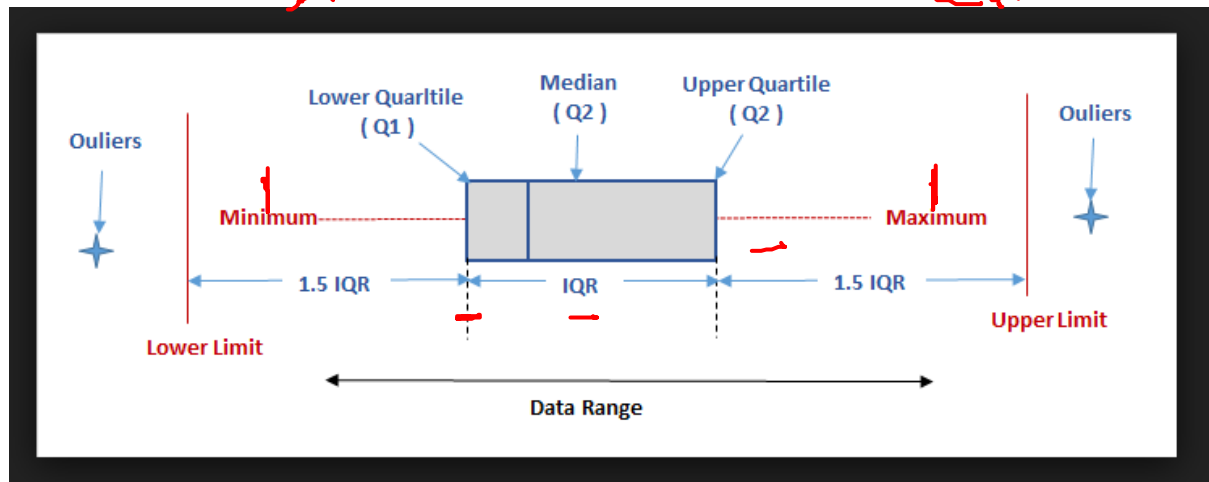 Lower Quarltile
( Q1 )
Median
( Q2 )
Upper Quartile
( Q2 )
Ouliers
Ouliers
Minimum
Maximum
1.5 IQR
IQR
1.5 IQR
Lower Limit
Upper Limit
Data Range